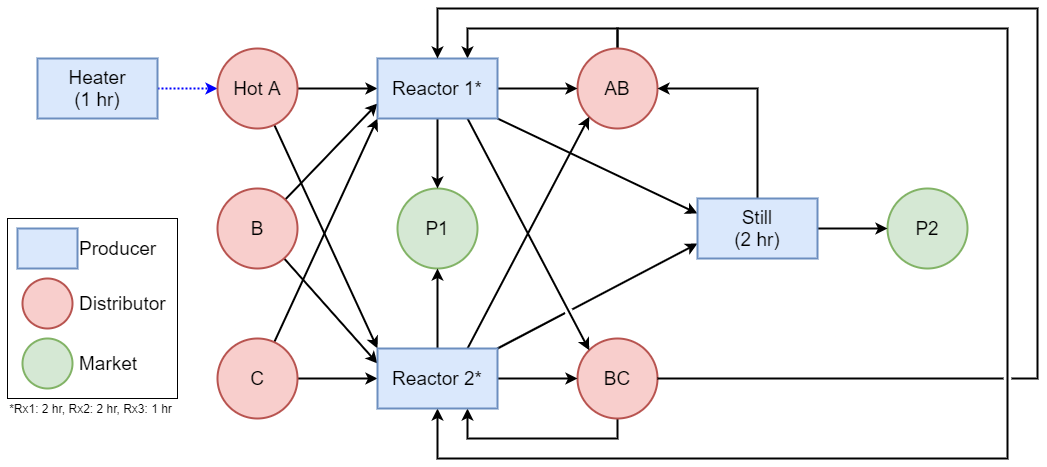 Heater
(1 hr)
Hot A
Reactor 1*
AB
B
P1
Still
(2 hr)
P2
C
Reactor 2*
BC
Producer
Distributor
Market
*Rx1: 2 hr, Rx2: 2 hr, Rx3: 1 hr